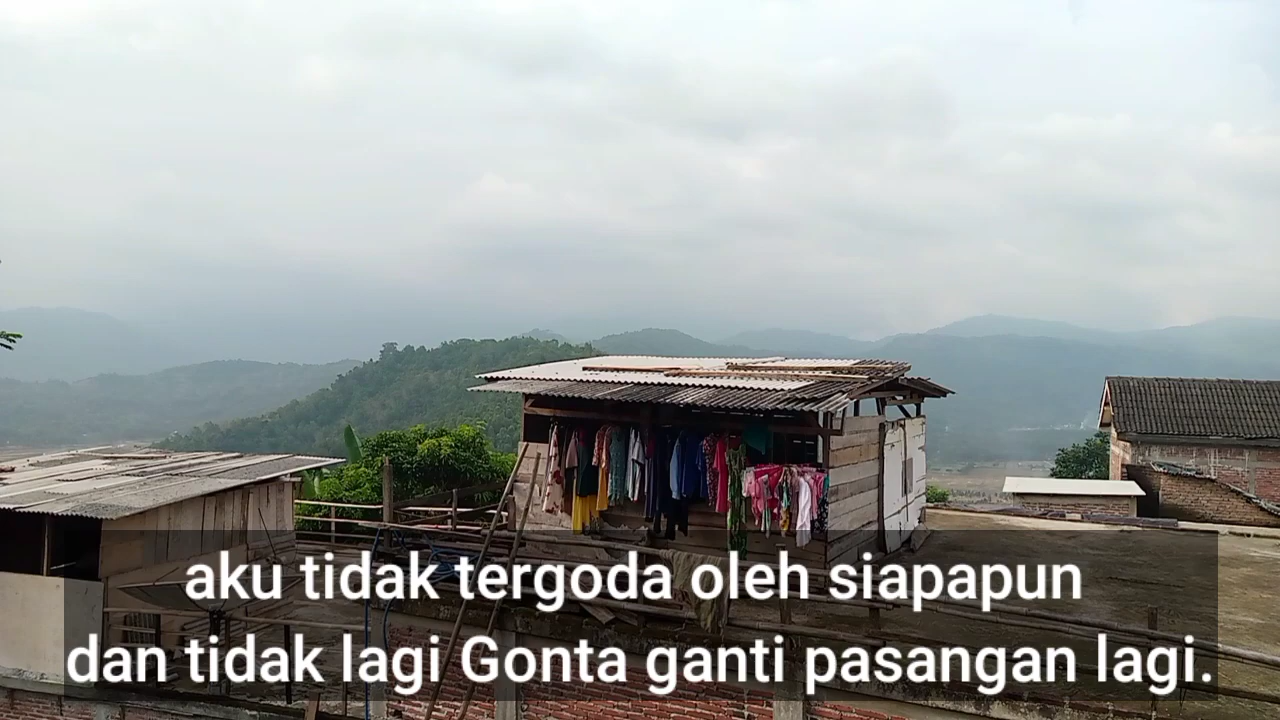 aku tidak tergoda oleh siapapun
dan tidak lagi Gonta ganti pasangan lagi.